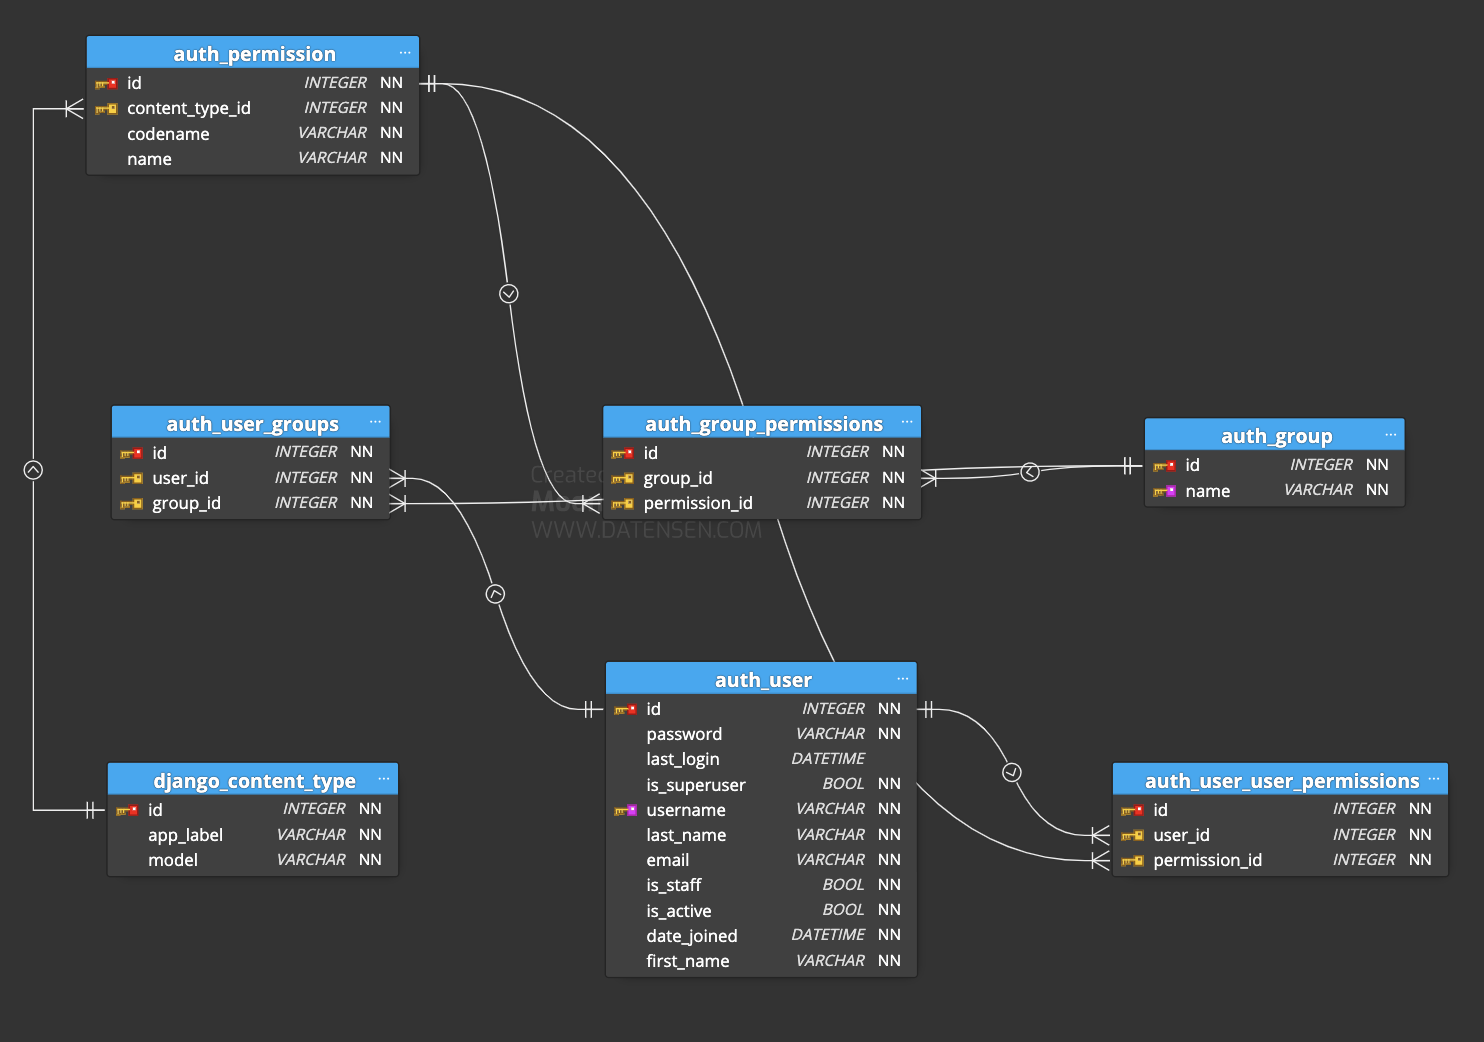 auth_permission ...
id INTEGER NN
content_type_id INTEGER NN
codename VARCHAR NN
name VARCHAR NN
auth_user_groups ...
id INTEGER NN
user_id INTEGER NN
group_id INTEGER NN
auth_group_permissions ...
id INTEGER NN
group_id INTEGER NN
permission_id INTEGER NN
auth_group ...
id INTEGER NN
name VARCHAR NN
Created
WWW.DATENSEN.COM
auth_user ...
id INTEGER NN
password VARCHAR NN
last_login DATETIME
is_superuser BOOL NN
username VARCHAR NN
last_name VARCHAR NN
email VARCHAR NN
is_staff BOOL NN
is_active BOOL NN
date_joined DATETIME NN
first_name VARCHAR NN
django_content_type ...
id INTEGER NN
app_label VARCHAR NN
model VARCHAR NN
auth_user_user_permissions ...
id INTEGER NN
user_id INTEGER NN
permission_id INTEGER NN